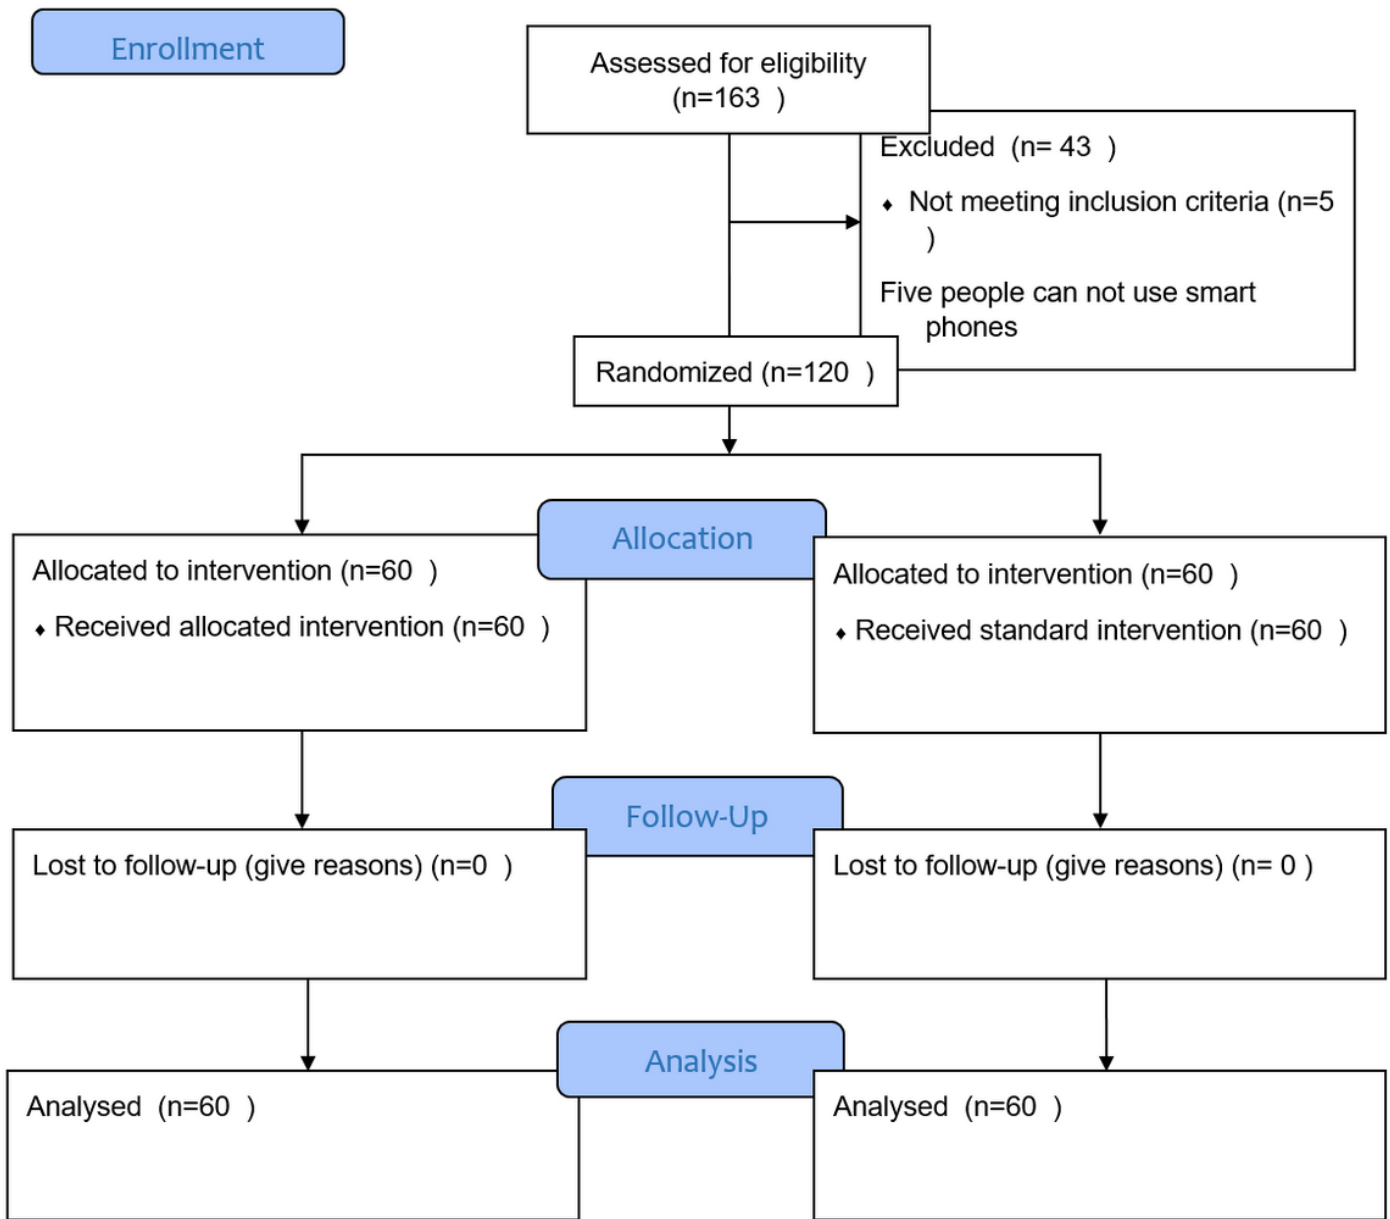 Enrollment
Assessed for eligibility
(n=163  )
Excluded  (n= 43  )
⬧ Not meeting inclusion criteria (n=5
)
Five people can not use smart
phones
Randomized (n=120  )
Allocation
Allocated to intervention (n=60  )
⬧ Received allocated intervention (n=60  )
Allocated to intervention (n=60  )
⬧ Received standard intervention (n=60  )
Follow-Up
Lost to follow-up (give reasons) (n=0  )
Lost to follow-up (give reasons) (n= 0 )
Analysis
Analysed  (n=60  )
Analysed  (n=60  )